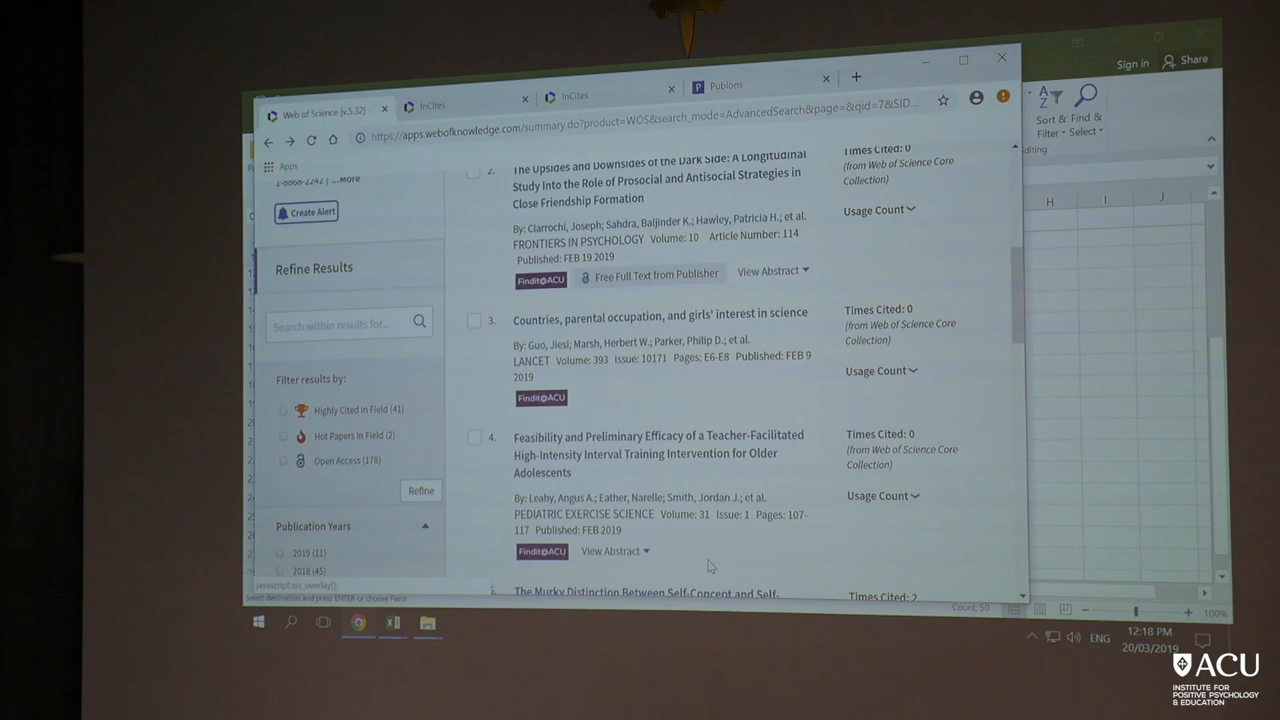 Web of Science [v.5.32]
InCites
InCites
Publons
https://apps.webofknowledge.com/summary.do?product=WOS&search_mode=AdvancedSearch&page=&qid=7&SID...
Apps
...More
Create Alert
Refine Results
Search within results for...
Filter results by:
Highly Cited in Field (41)
Hot Papers in Field (2)
Open Access (178)
Refine
Publication Years
2019 (11)
2018 (45)
javascript:sss_overlay();
Select destination and press ENTER or choose Paste
2.
The Upsides and Downsides of the Dark Side: A Longitudinal
Study Into the Role of Prosocial and Antisocial Strategies in
Close Friendship Formation
By: Ciarrochi, Joseph; Sahdra, Baljinder K.; Hawley, Patricia H.; et al.
FRONTIERS IN PSYCHOLOGY Volume: 10 Article Number: 114
Published: FEB 19 2019
Findit@ACU
Free Full Text from Publisher
View Abstract
Times Cited: 0
(from Web of Science Core
Collection)
Usage Count
3.
Countries, parental occupation, and girls' interest in science
By: Guo, Jiesi; Marsh, Herbert W.; Parker, Philip D.; et al.
LANCET Volume: 393 Issue: 10171 Pages: E6-E8 Published: FEB 9
2019
Findit@ACU
Times Cited: 0
(from Web of Science Core
Collection)
Usage Count
4.
Feasibility and Preliminary Efficacy of a Teacher-Facilitated
High-Intensity Interval Training Intervention for Older
Adolescents
By: Leahy, Angus A.; Eather, Narelle; Smith, Jordan J.; et al.
PEDIATRIC EXERCISE SCIENCE Volume: 31 Issue: 1 Pages: 107-
117 Published: FEB 2019
Findit@ACU
View Abstract
Times Cited: 0
(from Web of Science Core
Collection)
Usage Count
5.
The Murky Distinction Between Self-Concept and Self-
Times Cited: 2
Sign in
Share
Sort & Find &
Filter Select
Editing
H I J
Count: 50
100%
ENG
12:18 PM
20/03/2019
ACU
INSTITUTE FOR
POSITIVE PSYCHOLOGY
& EDUCATION